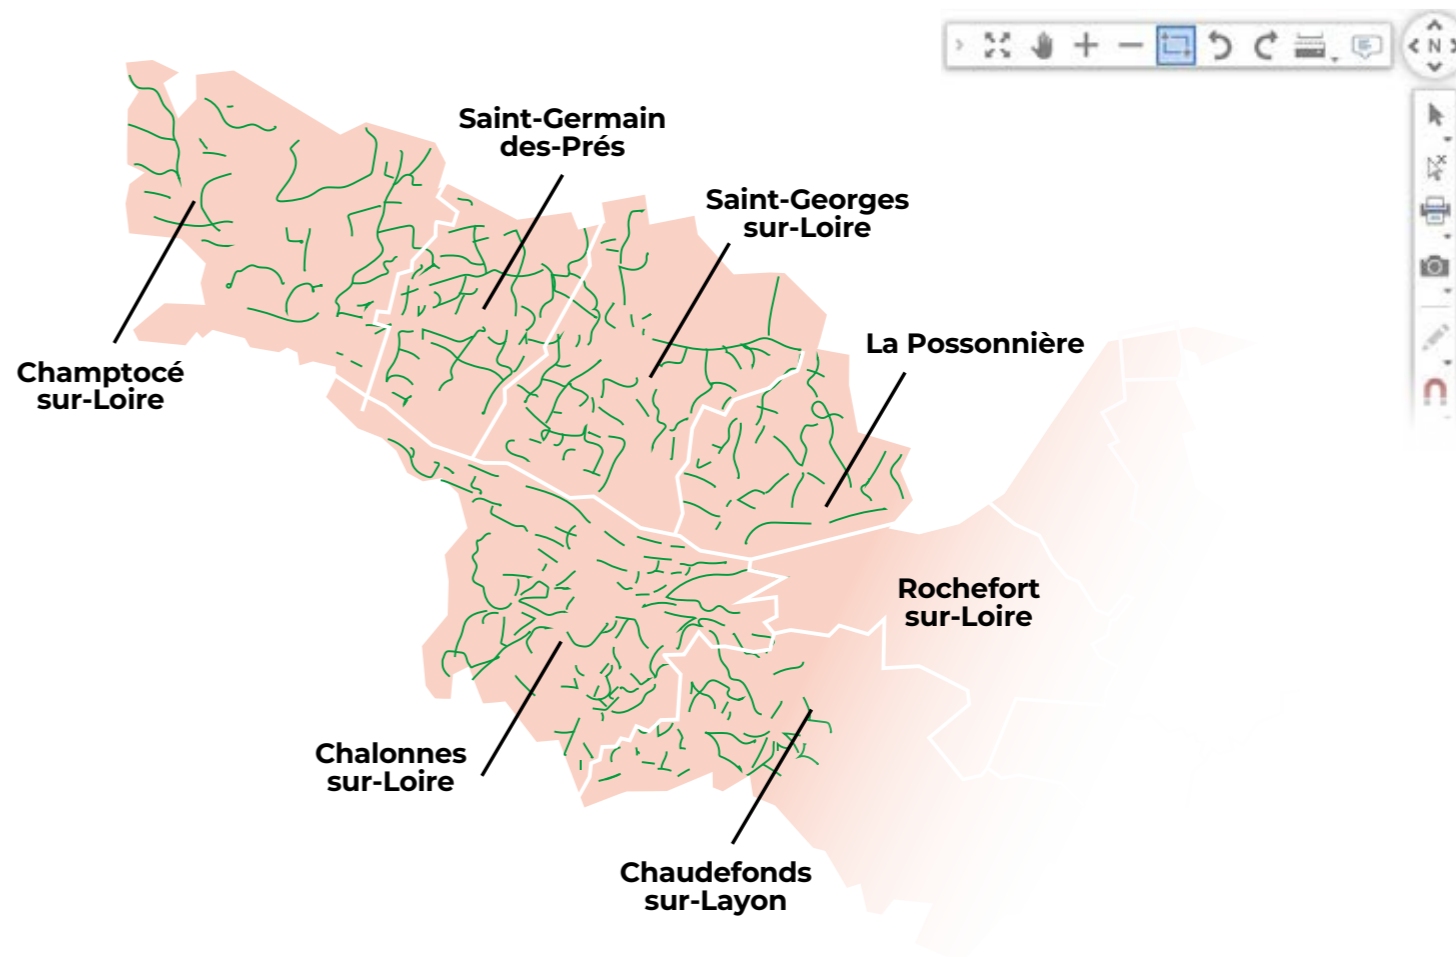 N
Saint-Germain
des-Prés
Saint-Georges
sur-Loire
La Possonnière
Champtocé
sur-Loire
Rochefort
sur-Loire
Chalonnes
sur-Loire
Chaudefonds
sur-Layon